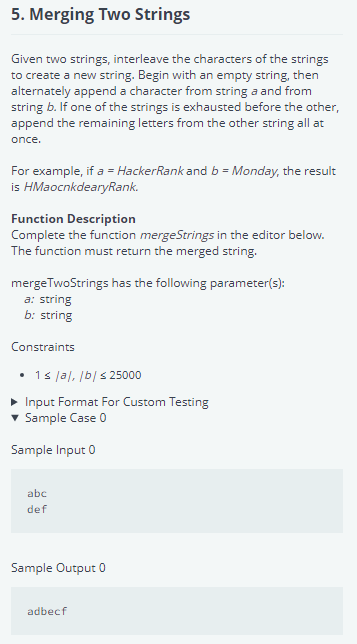 5. Merging Two Strings
Given two strings, interleave the characters of the strings
to create a new string. Begin with an empty string, then
alternately append a character from string a and from
string b. If one of the strings is exhausted before the other,
append the remaining letters from the other string all at
once.
For example, if a = HackerRank and b = Monday, the result
is HMaocnkdearyRank.
Function Description
Complete the function mergeStrings in the editor below.
The function must return the merged string.
mergeTwoStrings has the following parameter(s):
a: string
b: string
Constraints
• 1 ≤ |a|, |b| ≤ 25000
▶ Input Format For Custom Testing
▼ Sample Case 0
Sample Input 0
abc
def
Sample Output 0
adbecf